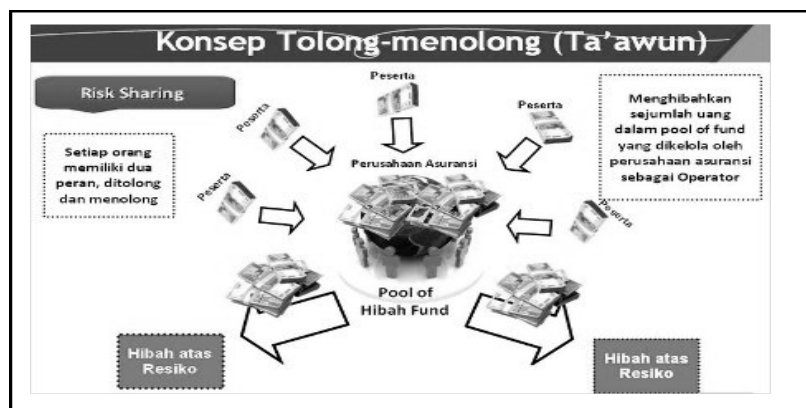 Konsep Tolong-menolong (Ta'awun)
Risk Sharing
Setiap orang
memiliki dua
peran, ditolong
dan menolong
Peserta
Peserta
Peserta
Peserta
Peserta
Menghibahkan
sejumlah uang
dalam pool of fund
yang dikelola oleh
perusahaan asuransi
sebagai Operator
Perusahaan Asuransi
Pool of
Hibah Fund
Hibah atas
Resiko
Hibah atas
Resiko